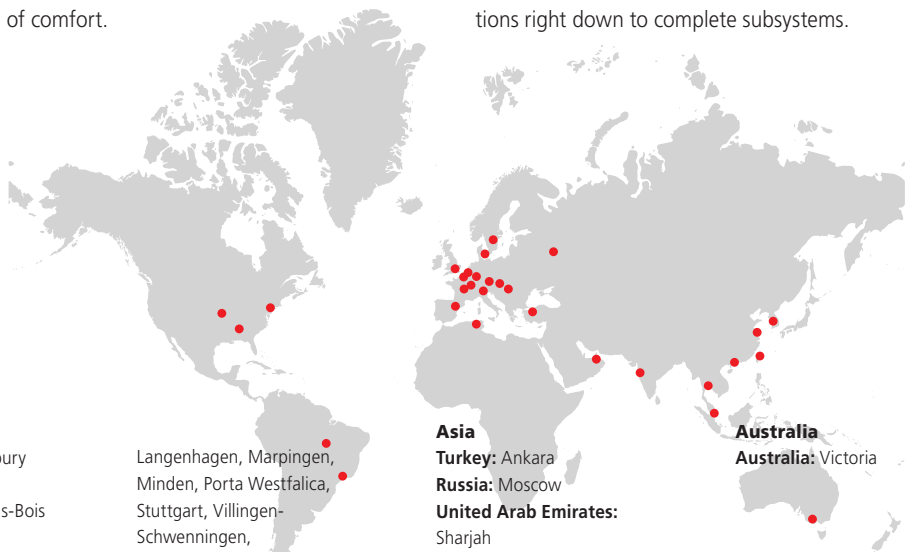 of comfort.
tions right down to complete subsystems.
s-Bois
Langenhagen, Marpingen,
Minden, Porta Westfalica,
Stuttgart, Villingen-
Schwenningen,
Asia
Turkey: Ankara
Russia: Moscow
United Arab Emirates:
Sharjah
Australia
Australia: Victoria